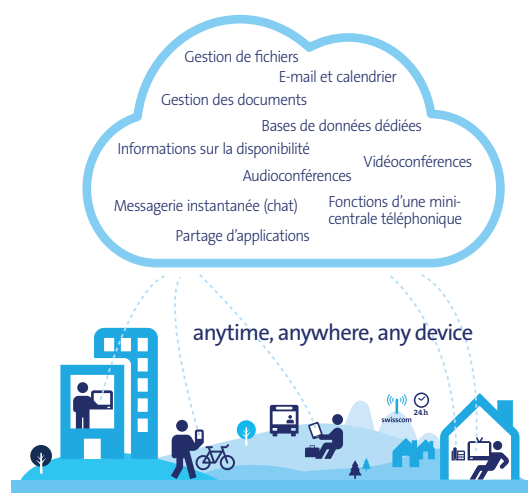 Gestion de fichiers
E-mail et calendrier
Gestion des documents
Bases de données dédiées
Informations sur la disponibilité
Vidéoconférences
Audioconférences
Messagerie instantanée (chat)
Fonctions d'une mini-
centrale téléphonique
Partage d'applications
anytime, anywhere, any device
swisscom
24 h